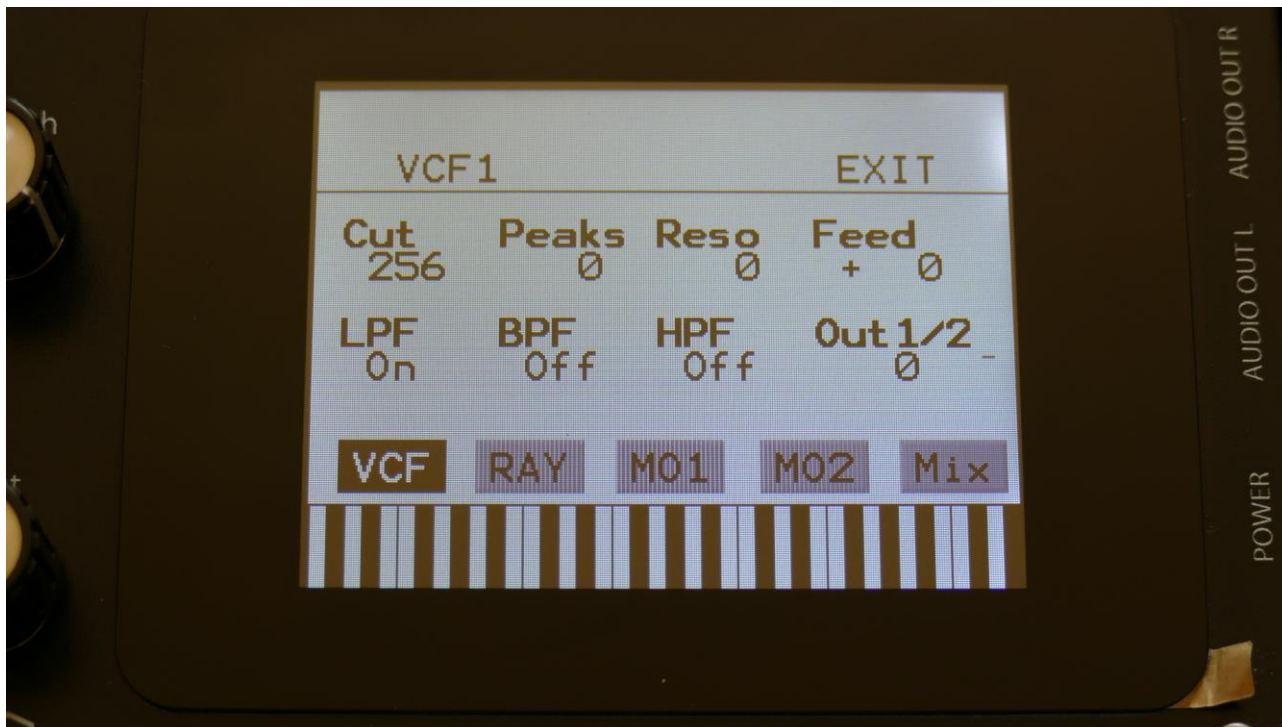 VCF1 EXIT
Cut Peaks Reso Feed
256 0 0 + 0
LPF BPF HPF Out 1/2
On Off Off 0
VCF RAY MO1 MO2 Mix
AUDIO OUT R
AUDIO OUT L
POWER